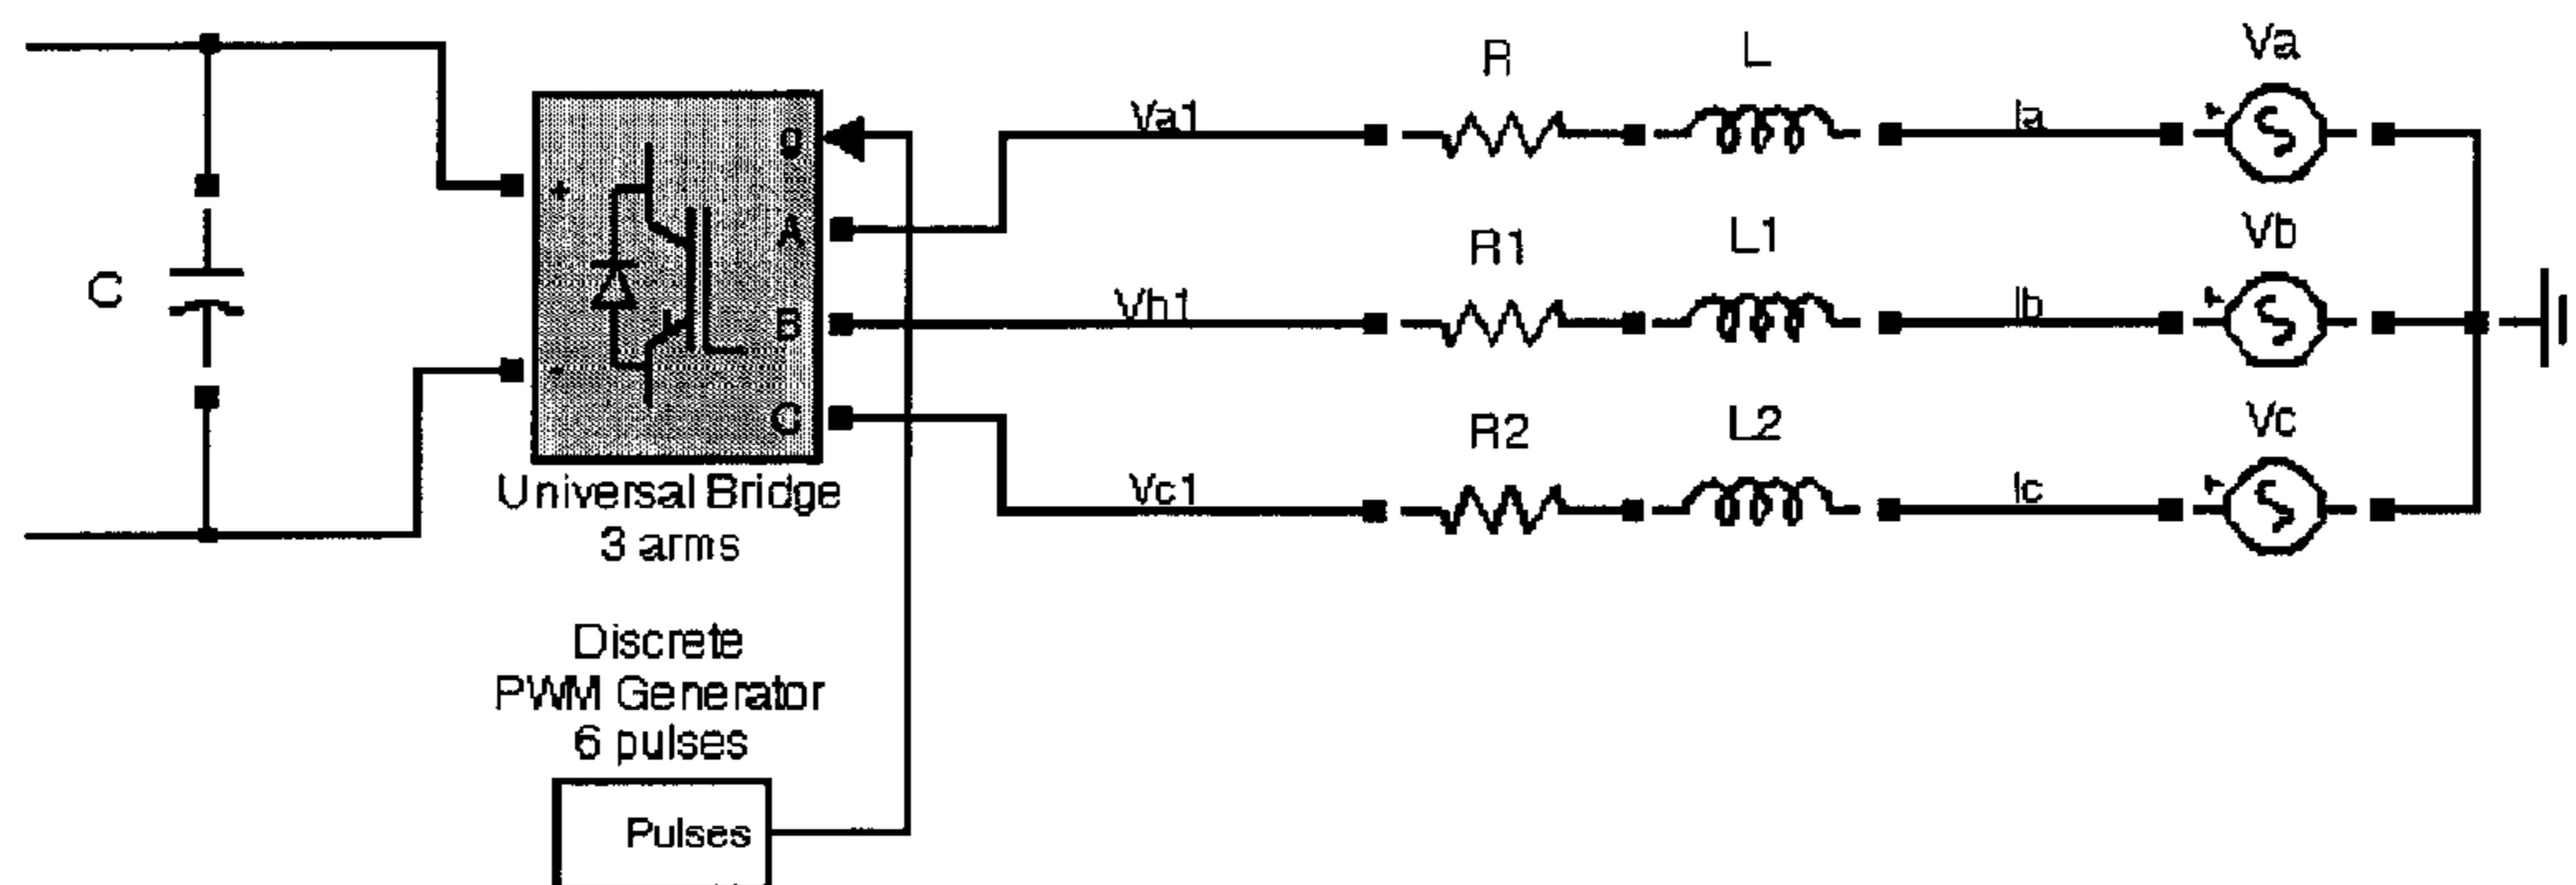 R
L
Va
Va1
Ia
g
+
A
R1
L1
Vb
C
B
Vb1
Ib
-
C
R2
L2
Vc
Vc1
Ic
Universal Bridge
3 arms
Discrete
PWM Generator
6 pulses
Pulses